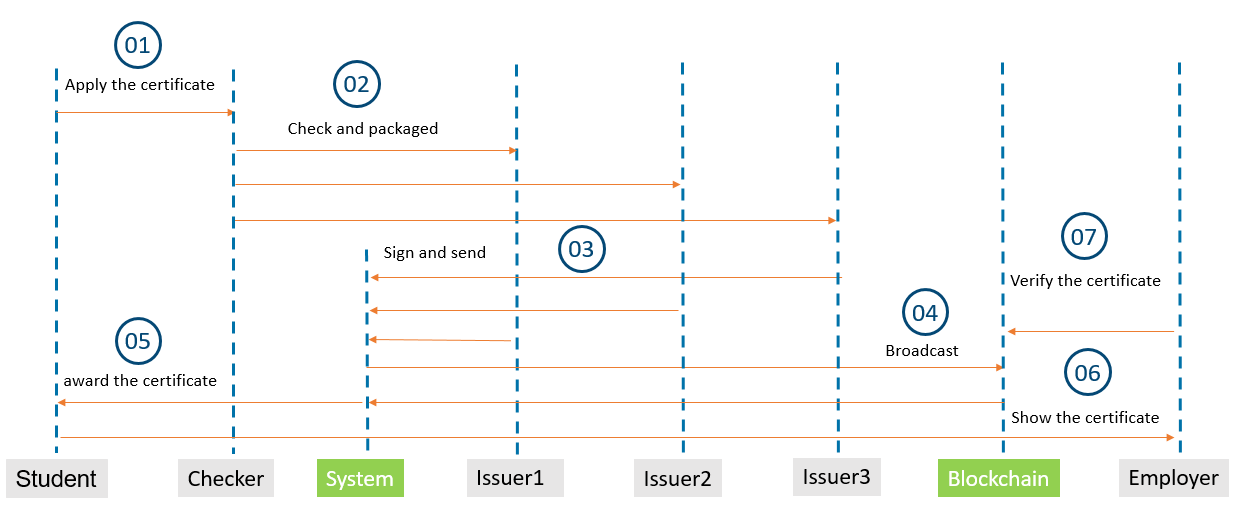 01
Apply the certificate
02
Check and packaged
03
Sign and send
07
Verify the certificate
04
Broadcast
05
award the certificate
06
Show the certificate
Student
Checker
System
Issuer1
Issuer2
Issuer3
Blockchain
Employer